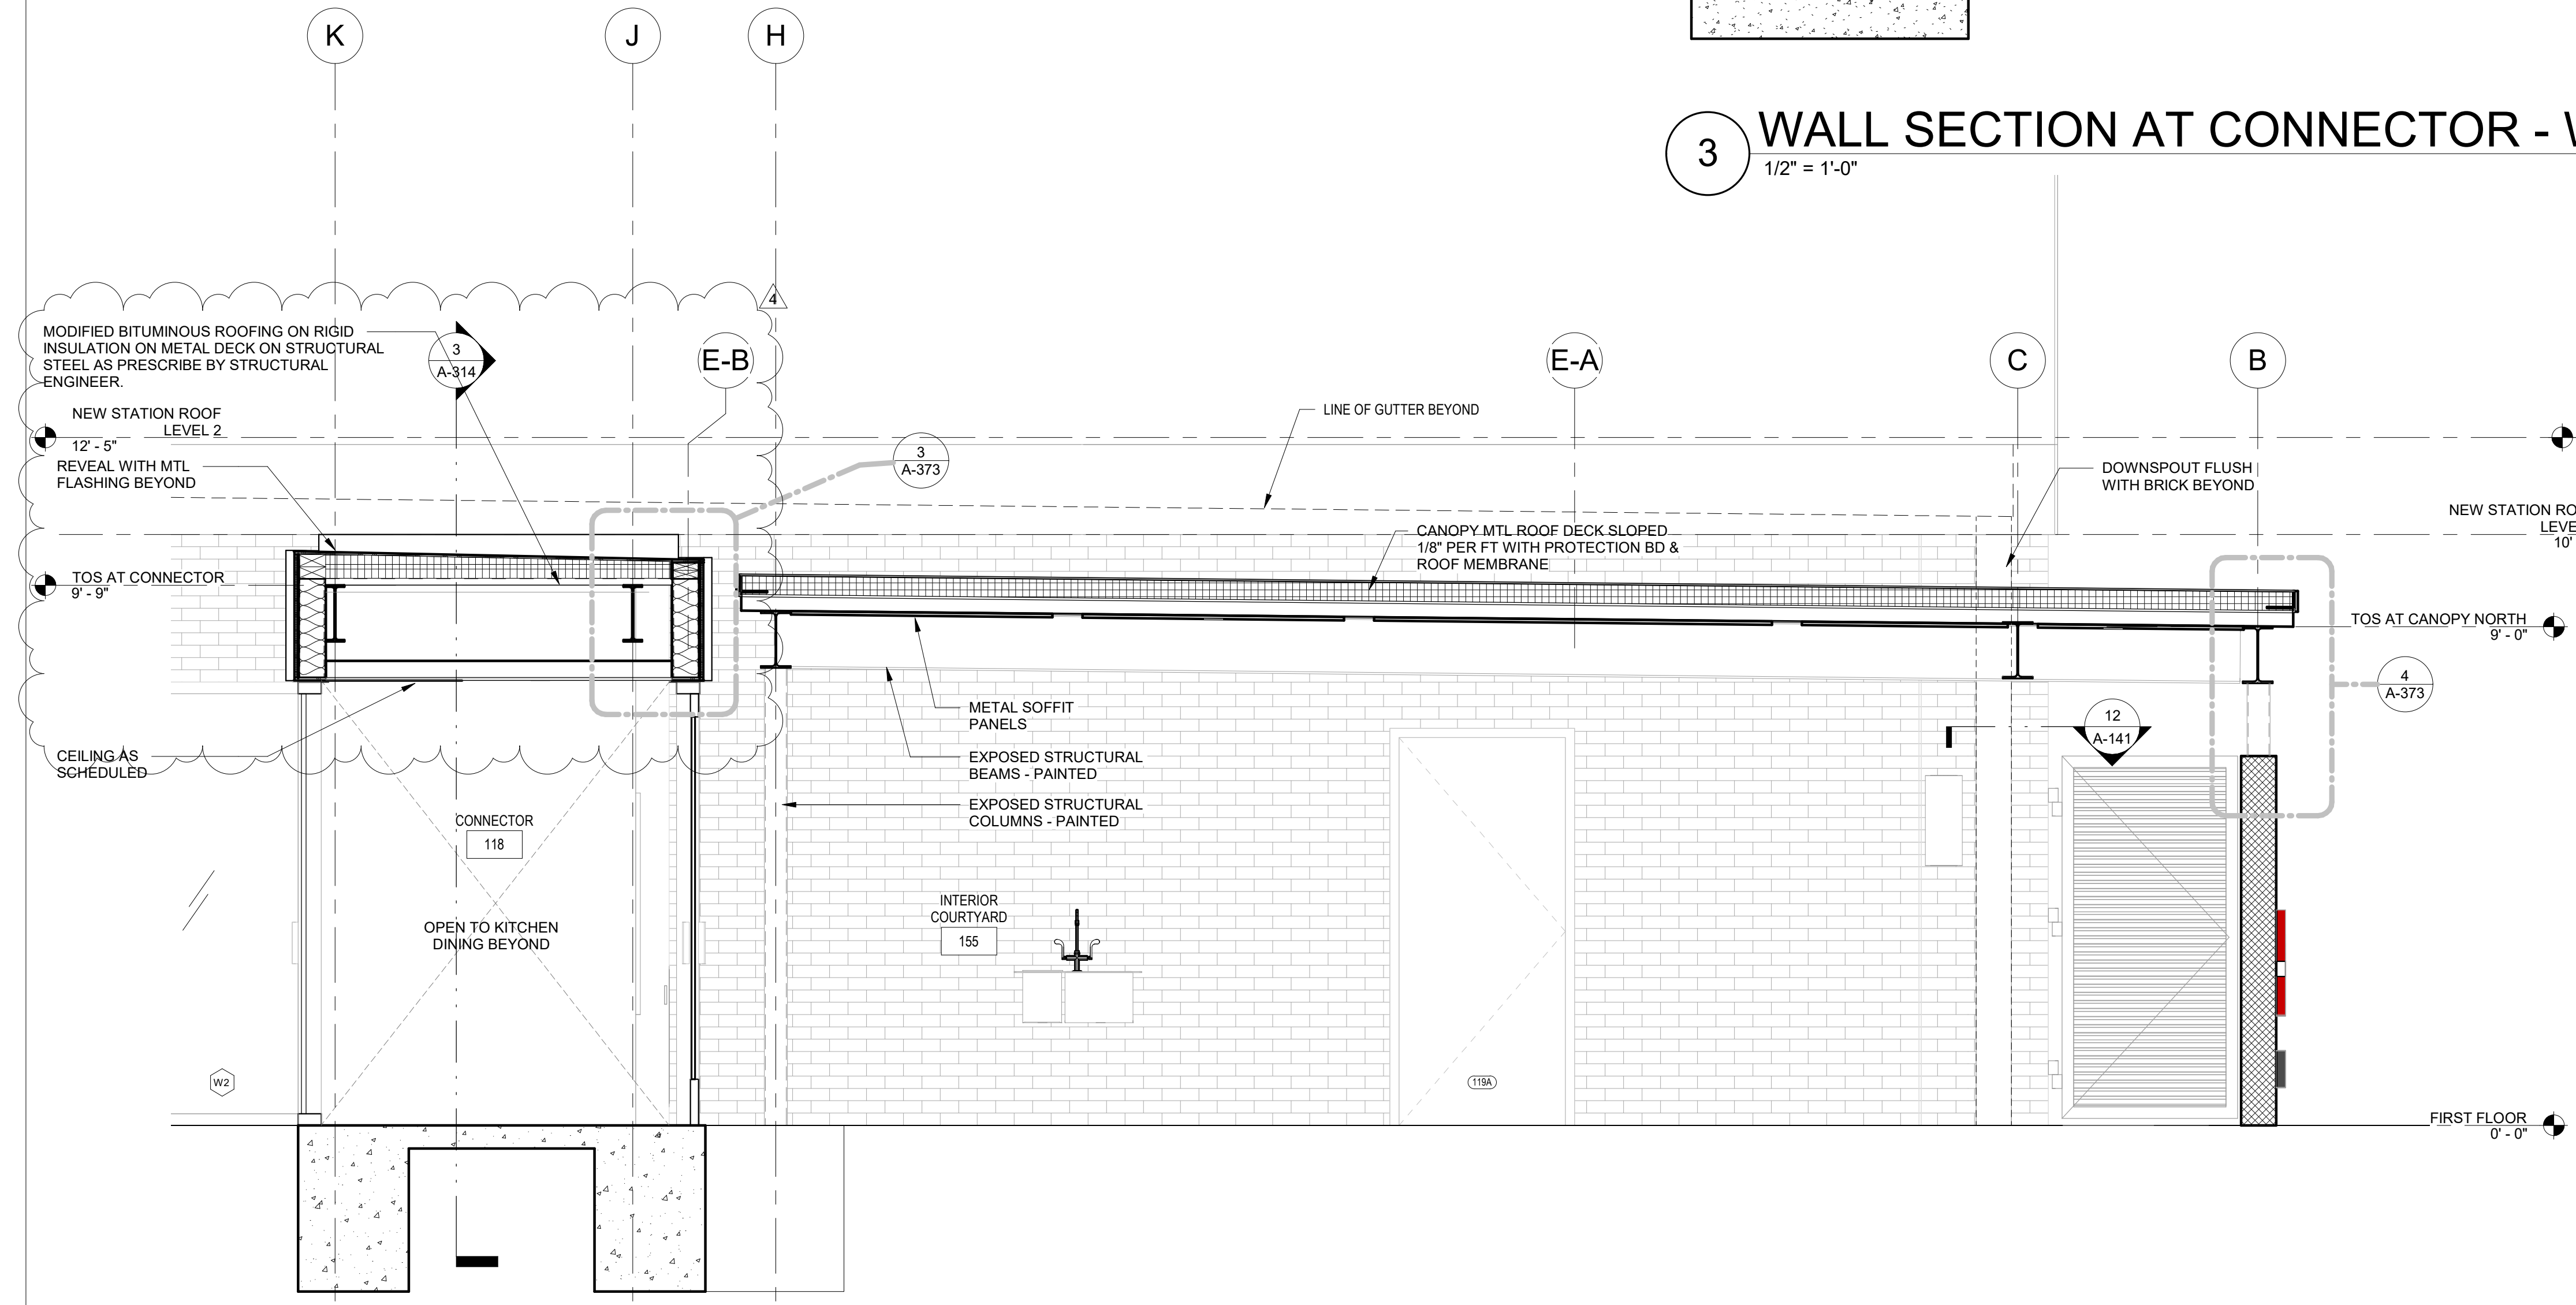 K
J
H
3
WALL SECTION AT CONNECTOR -
1/2" = 1'-0"
4
MODIFIED BITUMINOUS ROOFING ON RIGID
INSULATION ON METAL DECK ON STRUCTURAL
STEEL AS PRESCRIBE BY STRUCTURAL
ENGINEER.
3
A-314
E-B
E-A
C
B
NEW STATION ROOF
LEVEL 2
12' - 5"
LINE OF GUTTER BEYOND
3
A-373
REVEAL WITH MTL
FLASHING BEYOND
DOWNSPOUT FLUSH
WITH BRICK BEYOND
NEW STATION
10'
CANOPY MTL ROOF DECK SLOPED
1/8" PER FT WITH PROTECTION BD &
ROOF MEMBRANE
TOS AT CONNECTOR
9' - 9"
TOS AT CANOPY NORTH
9' - 0"
4
A-373
METAL SOFFIT
PANELS
12
A-141
EXPOSED STRUCTURAL
BEAMS - PAINTED
CEILING AS
SCHEDULED
EXPOSED STRUCTURAL
COLUMNS - PAINTED
CONNECTOR
118
INTERIOR
COURTYARD
155
OPEN TO KITCHEN
DINING BEYOND
W2
119A
FIRST FLOOR
0' - 0"